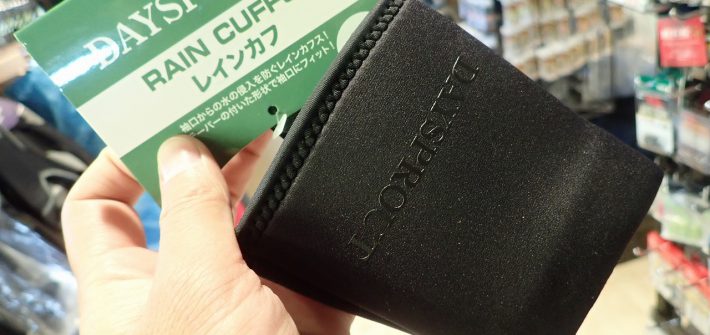 DAYSP
RAIN CUFF
レインカフ
袖口からの水の侵入を防ぐレインカフス!
ーパーの付いた形状で袖口にフィット!
DAYSPROUT